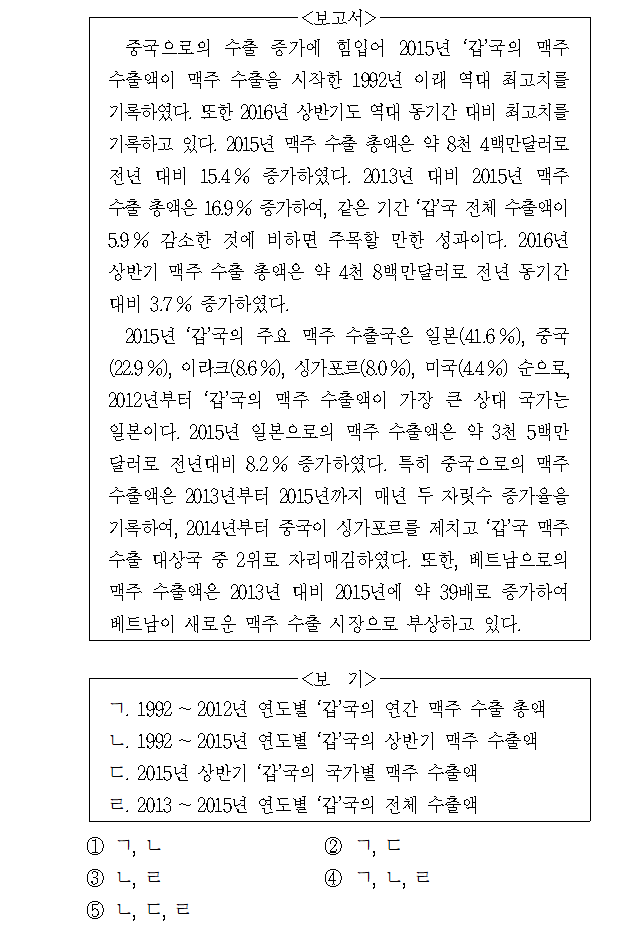 <보고서>
중국으로의 수출 증가에 힘입어 2015년 ‘갑’국의 맥주
수출액이 맥주 수출을 시작한 1992년 이래 역대 최고치를
기록하였다. 또한 2016년 상반기도 역대 동기간 대비 최고치를
기록하고 있다. 2015년 맥주 수출 총액은 약 8천 4백만달러로
전년 대비 15.4% 증가하였다. 2013년 대비 2015년 맥주
수출 총액은 16.9% 증가하여, 같은 기간 ‘갑’국 전체 수출액이
5.9% 감소한 것에 비하면 주목할 만한 성과이다. 2016년
상반기 맥주 수출 총액은 약 4천 8백만달러로 전년 동기간
대비 3.7% 증가하였다.
2015년 ‘갑’국의 주요 맥주 수출국은 일본(41.6%), 중국
(22.9%), 이라크(8.6%), 싱가포르(8.0%), 미국(4.4%) 순으로,
2012년부터 ‘갑’국의 맥주 수출액이 가장 큰 상대 국가는
일본이다. 2015년 일본으로의 맥주 수출액은 약 3천 5백만
달러로 전년대비 8.2% 증가하였다. 특히 중국으로의 맥주
수출액은 2013년부터 2015년까지 매년 두 자릿수 증가율을
기록하여, 2014년부터 중국이 싱가포르를 제치고 ‘갑’국 맥주
수출 대상국 중 2위로 자리매김하였다. 또한, 베트남으로의
맥주 수출액은 2013년 대비 2015년에 약 39배로 증가하여
베트남이 새로운 맥주 수출 시장으로 부상하고 있다.
<보 기>
ㄱ. 1992 ~ 2012년 연도별 ‘갑’국의 연간 맥주 수출 총액
ㄴ. 1992 ~ 2015년 연도별 ‘갑’국의 상반기 맥주 수출액
ㄷ. 2015년 상반기 ‘갑’국의 국가별 맥주 수출액
ㄹ. 2013 ~ 2015년 연도별 ‘갑’국의 전체 수출액
① ㄱ, ㄴ ② ㄱ, ㄷ
③ ㄴ, ㄹ ④ ㄱ, ㄴ, ㄹ
⑤ ㄴ, ㄷ, ㄹ